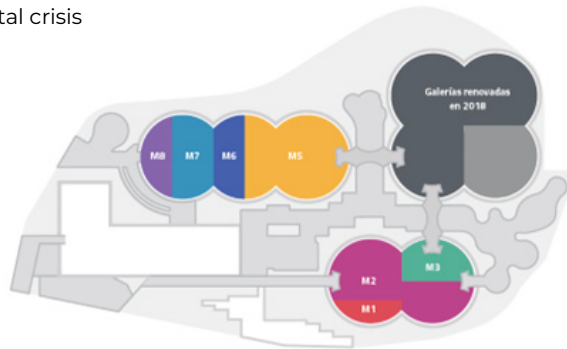 tal crisis
Galerías renovadas
en 2018
M8
M7
M6
M5
M3
M2
M1